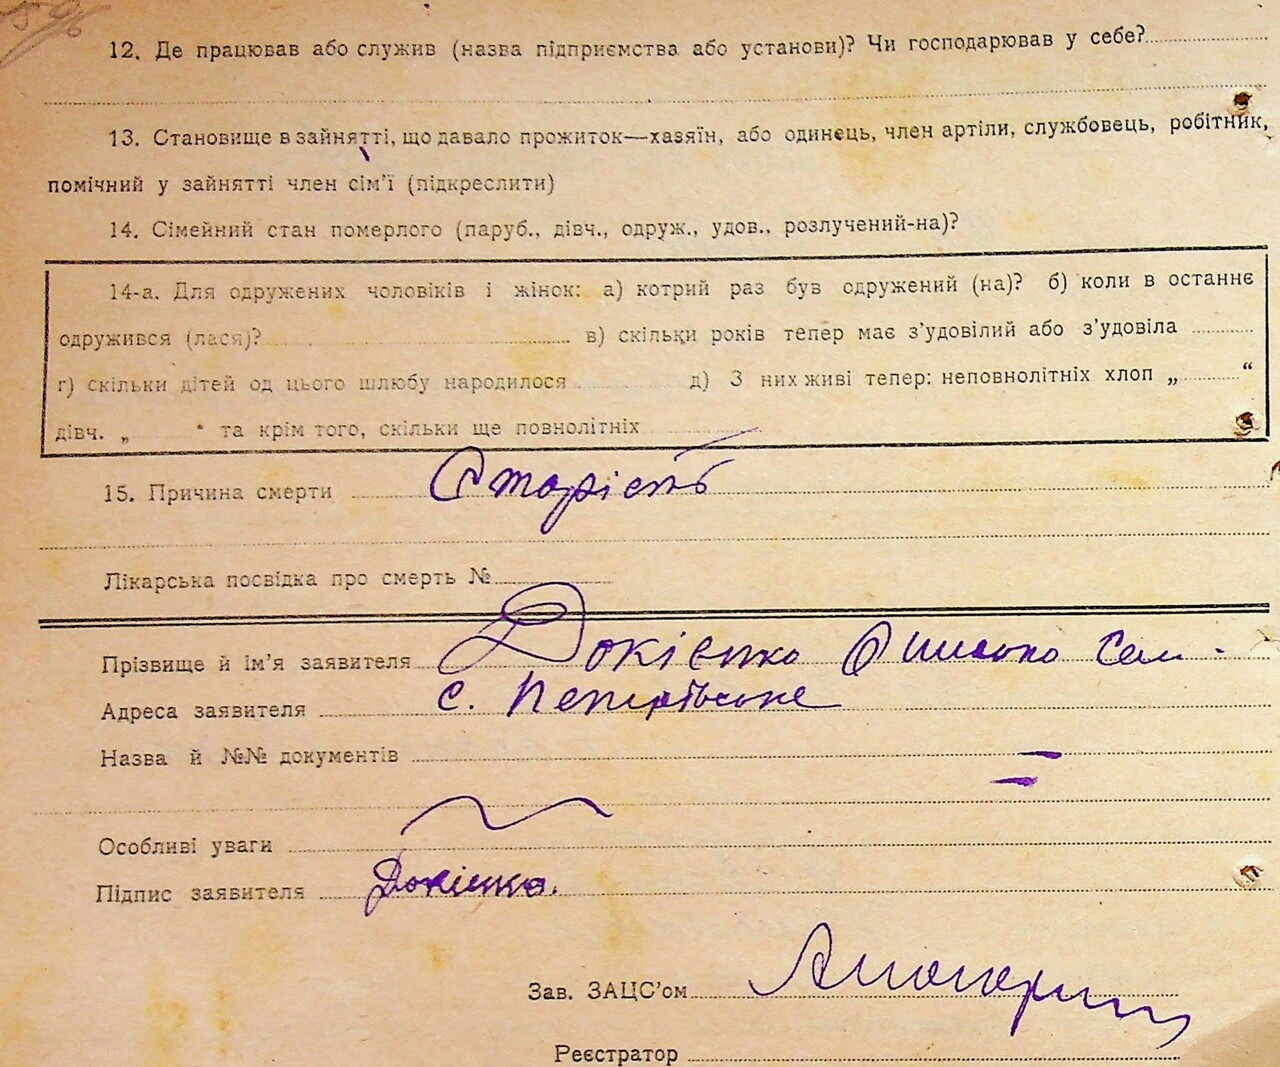 12. Де працював або служив (назва підприємства або установи)? Чи господарював у себе?
13. Становище в зайнятті, що давало прожиток—хазяїн, або одинець, член артіли, службовець, робітник,
помічний у зайнятті член сім'ї (підкреслити)
14. Сімейний стан померлого (паруб., дівч., одруж., удов., розлучений-на)?
14-а. Для одружених чоловіків і жінок: а) котрий раз був одружений (на)? б) коли в останнє
одружився (лася)? в) скільки років тепер має з'удовілий або з'удовіла
г) скільки дітей од цього шлюбу народилося д) З них живі тепер: неповнолітніх хлоп „ “
дівч. „ “ та крім того, скільки ще повнолітніх
15. Причина смерти Старість
Лікарська посвідка про смерть №
Прізвище й ім'я заявителя Докієнко
Адреса заявителя с.
Назва й №№ документів
Особливі уваги
Підпис заявителя Докієнко.
Зав. ЗАЦС'ом
Реєстратор